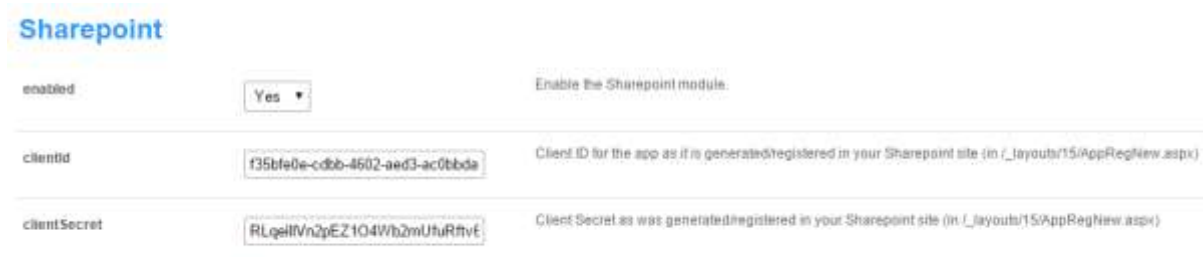 Sharepoint
enabled
Yes
Enable the Sharepoint module.
clientId
f35bfe0e-cdbb-4602-aed3-ac0bbda
Client ID for the app as if is generated/registered in your Sharepoint site (in /_layouts/15/AppRegNew.aspx)
clientSecret
Client Secret as was generated/registered in your Sharepoint site (in /_layouts/15/AppRegNew.aspx)